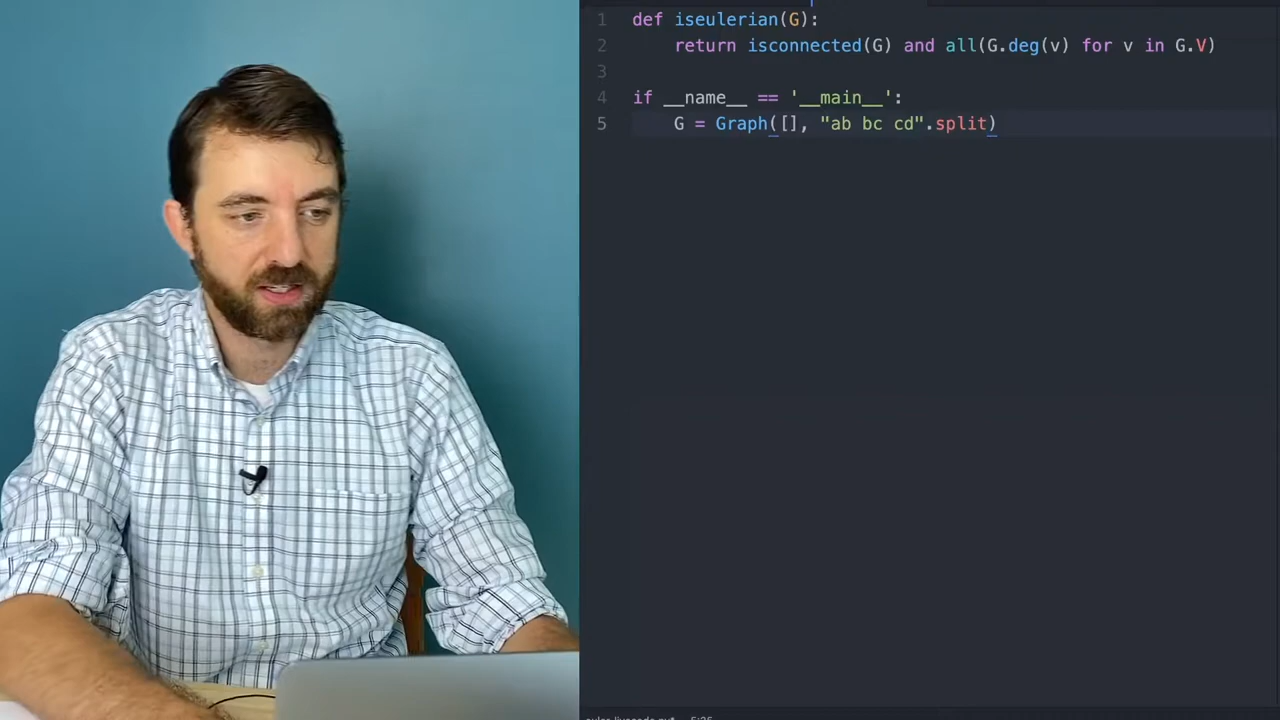 1 def iseulerian(G):
2 return isconnected(G) and all(G.deg(v) for v in G.V)
3
4 if __name__ == '__main__':
5 G = Graph([], "ab bc cd".split)